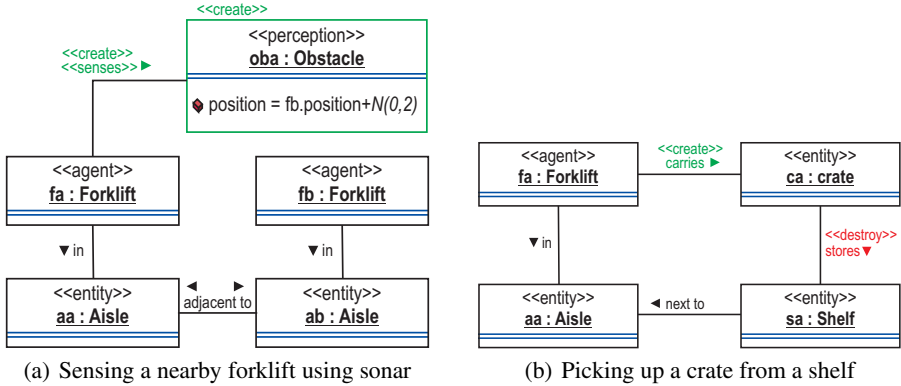 <<create>>
<<perception>>
oba : Obstacle
<<create>>
<<senses>> ►
position = fb.position+N(0,2)
<<agent>>
fa : Forklift
<<agent>>
fb : Forklift
▼ in
▼ in
<<entity>>
aa : Aisle
◄ ►
adjacent to
<<entity>>
ab : Aisle
(a) Sensing a nearby forklift using sonar
<<agent>>
fa : Forklift
<<create>>
carries ►
<<entity>>
ca : crate
▼ in
<<destroy>>
stores▼
<<entity>>
aa : Aisle
◄ next to
<<entity>>
sa : Shelf
(b) Picking up a crate from a shelf